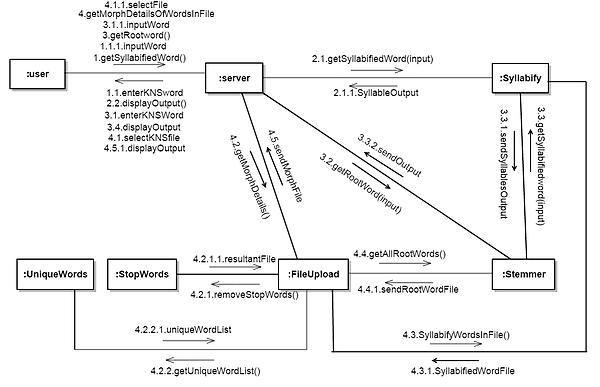 4.1.1.selectFile
4.getMorphDetailsOfWordsInFile
3.1.1.inputWord
3.getRootword()
1.1.1.inputWord
1.getSyllabifiedWord()
:user
:server
:Syllabify
2.1.getSyllabifiedWord(input)
2.1.1.SyllableOutput
1.1.enterKNSword
2.2.displayOutput()
3.1.enterKNSWord
3.4.displayOutput
4.1.selectKNSfile
4.5.1.displayOutput
4.2.getMorphDetails()
4.5.sendMorphFile
3.3.2.sendOutput
3.2.getRootWord(input)
3.3.1.sendSyllablesOutput
3.3.getSyllabifiedword(input)
:UniqueWords
:StopWords
4.2.1.1.resultantFile
4.2.1.removeStopWords()
:FileUpload
4.4.getAllRootWords()
4.4.1.sendRootWordFile
:Stemmer
4.2.2.1.uniqueWordList
4.2.2.getUniqueWordList()
4.3.SyllabifyWordsInFile()
4.3.1.SyllabifiedWordFile